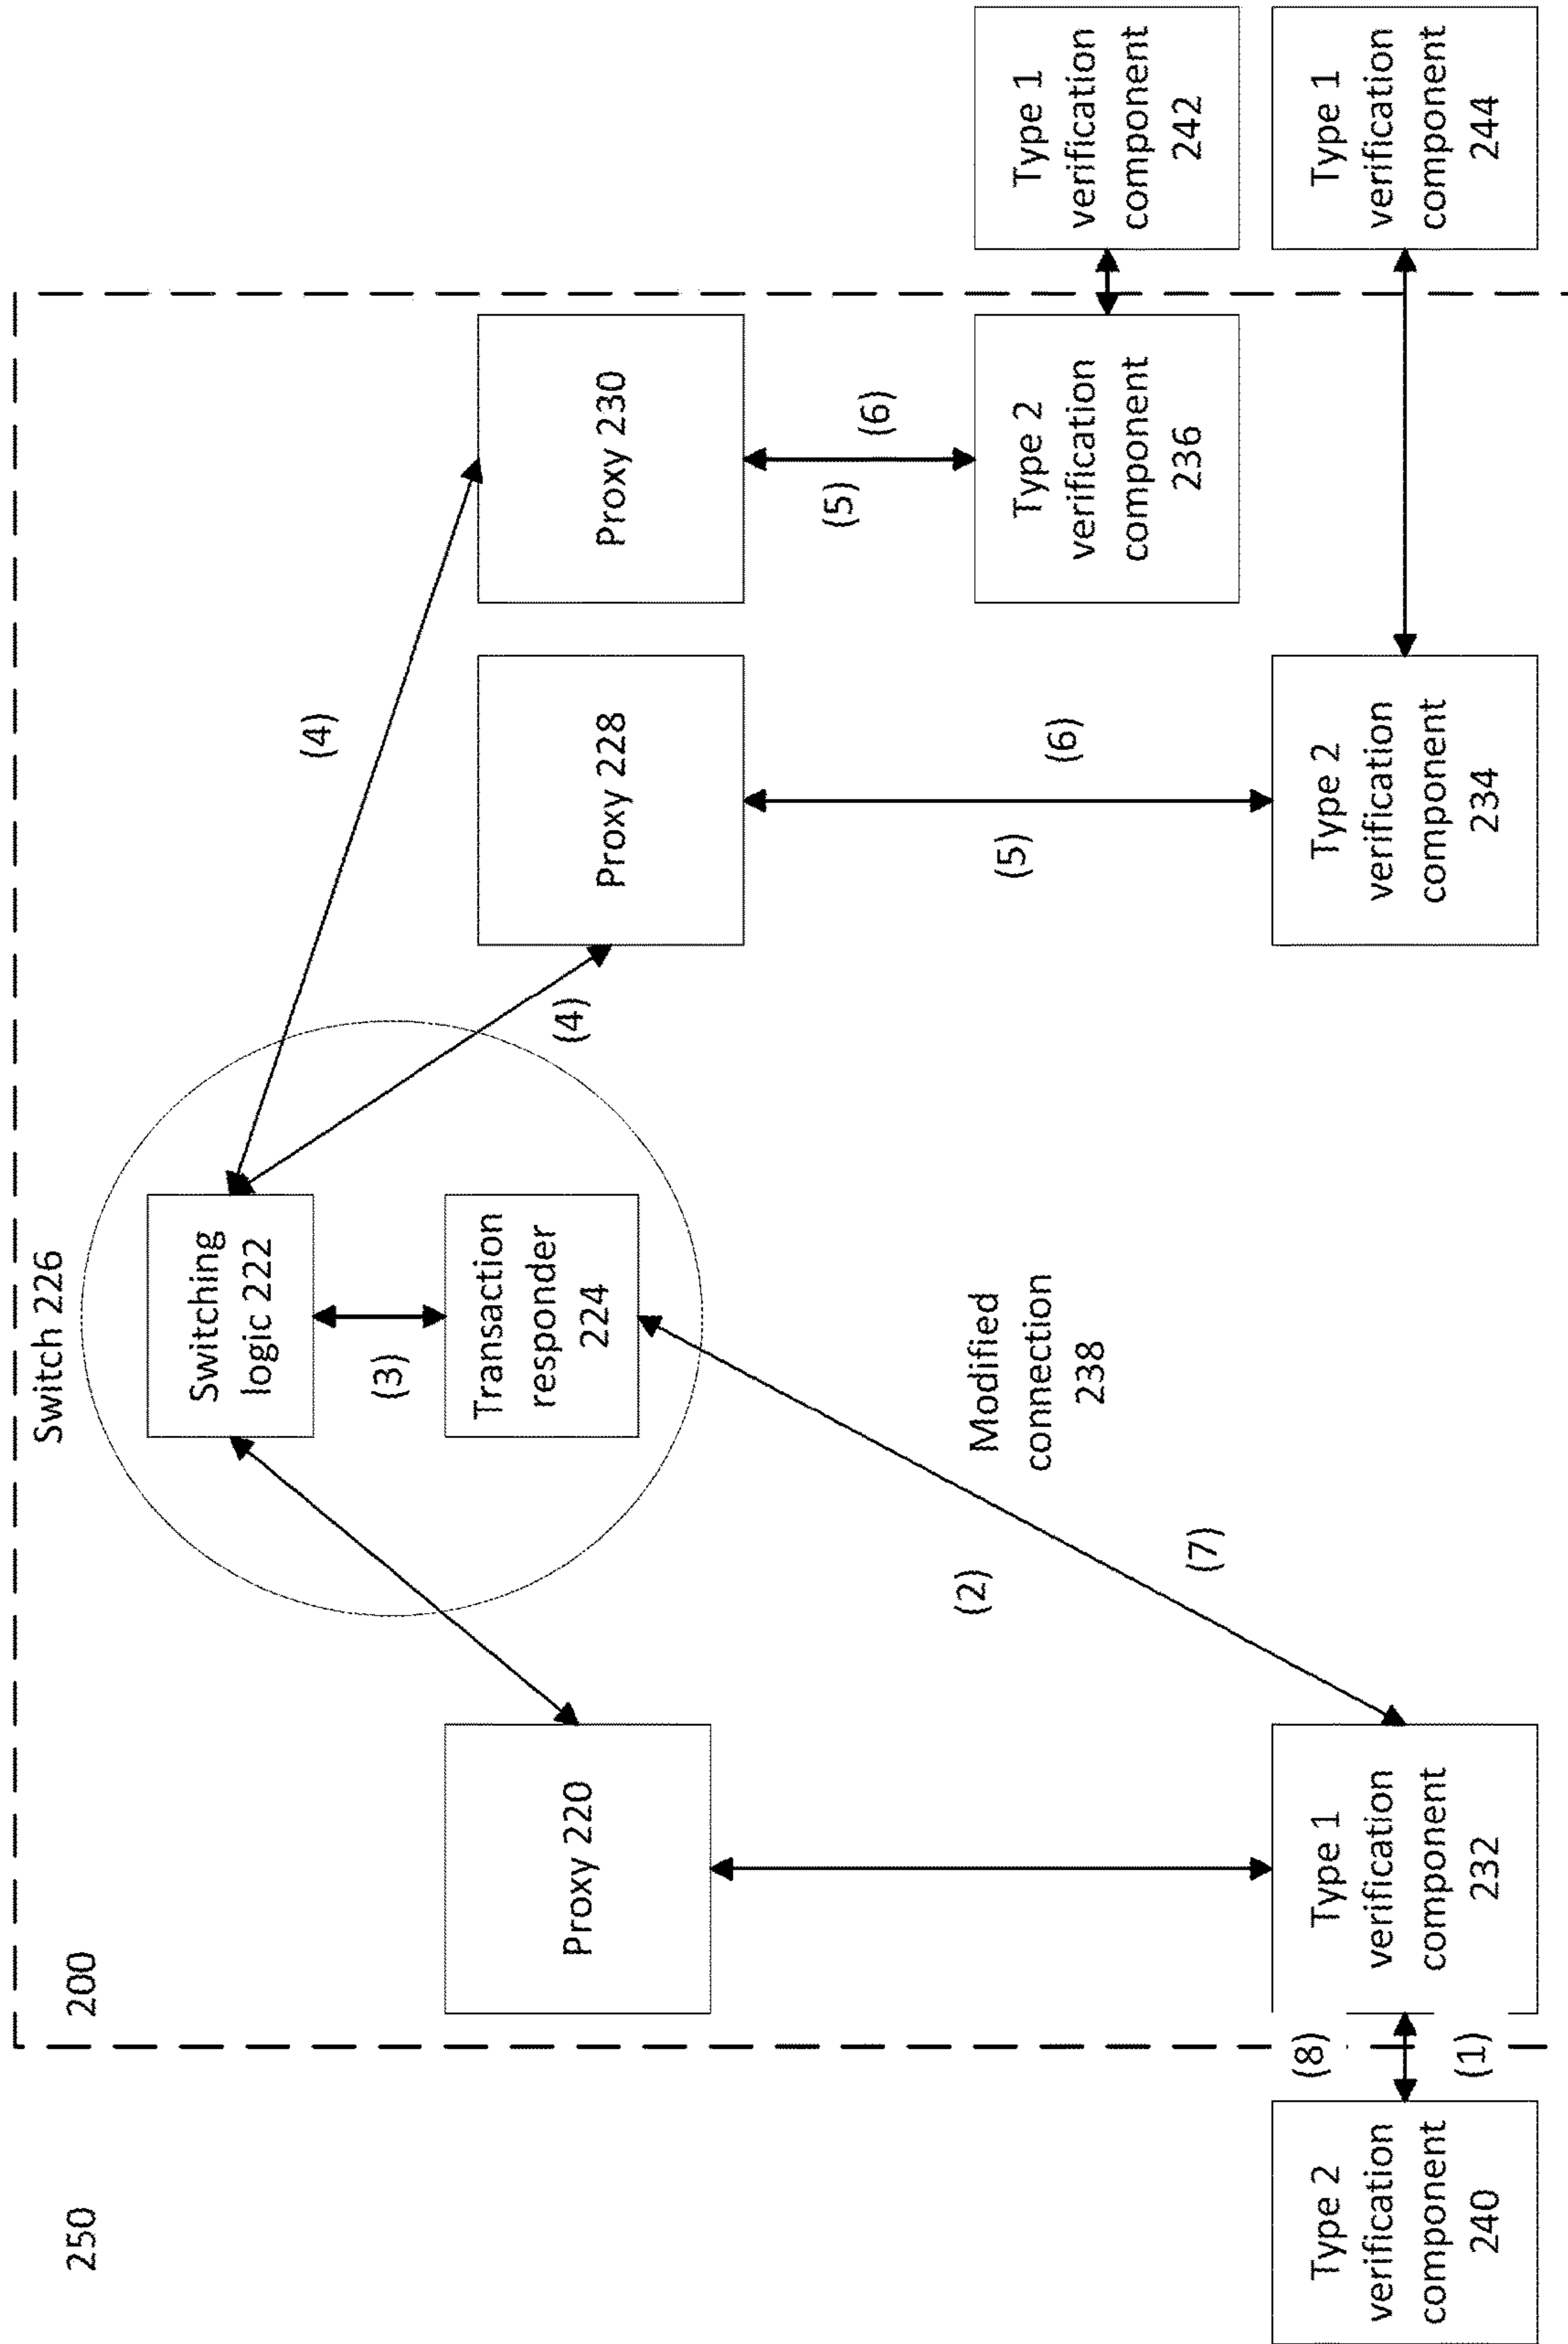 250
200
Switch 226
Switching
logic 222
(3)
Transaction
responder
224
(4)
(4)
Proxy 220
Proxy 228
Proxy 230
(5)
(6)
(5)
(6)
(2)
(7)
Modified
connection
238
Type 2
verification
component
236
Type 1
verification
component
242
(8)
(1)
Type 2
verification
component
240
Type 1
verification
component
232
Type 2
verification
component
234
Type 1
verification
component
244